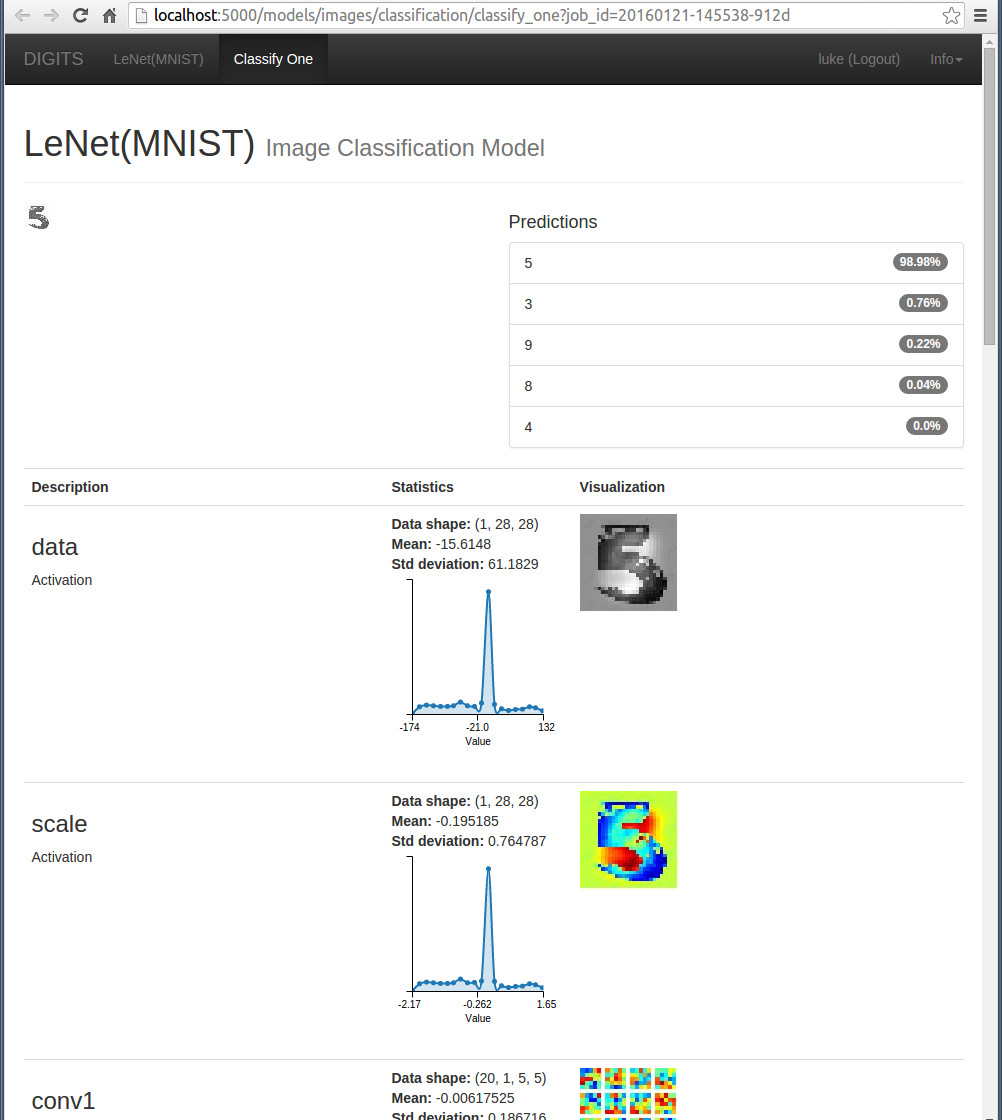 localhost:5000/models/images/classification/classify_one?job_id=20160121-145538-912d
DIGITS LeNet(MNIST) Classify One luke (Logout) Info
LeNet(MNIST) Image Classification Model
5
Predictions
5 98.98%
3 0.76%
9 0.22%
8 0.04%
4 0.0%
Description Statistics Visualization
data
Activation
Data shape: (1, 28, 28)
Mean: -15.6148
Std deviation: 61.1829
-174 -21.0 132
Value
5
scale
Activation
Data shape: (1, 28, 28)
Mean: -0.195185
Std deviation: 0.764787
-2.17 -0.262 1.65
Value
5
conv1
Data shape: (20, 1, 5, 5)
Mean: -0.00617525
Std deviation: 0.186716